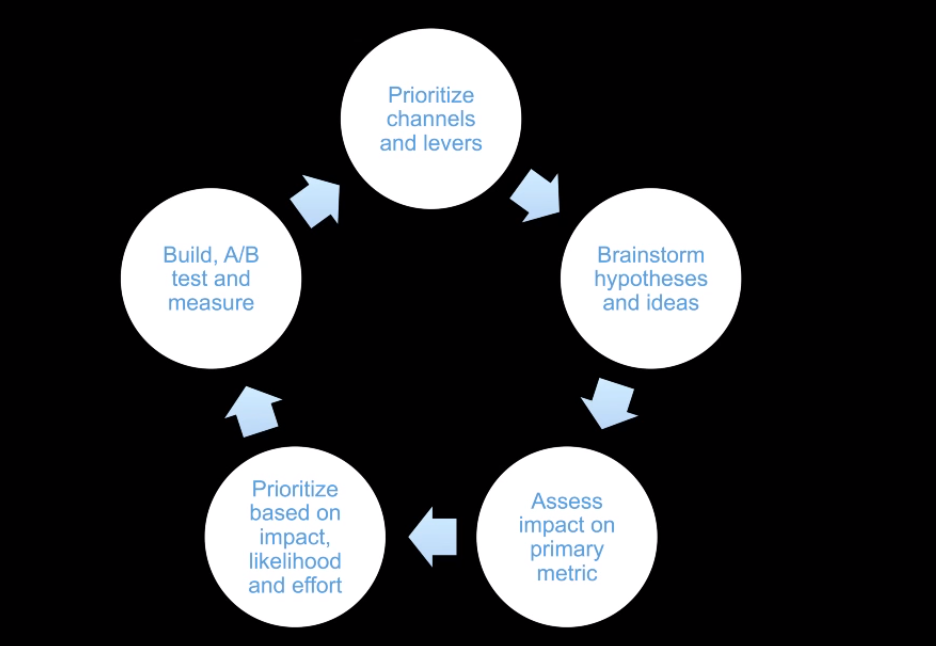 Prioritize
channels
and levers
Brainstorm
hypotheses
and ideas
Assess
impact on
primary
metric
Prioritize
based on
impact,
likelihood
and effort
Build, A/B
test and
measure